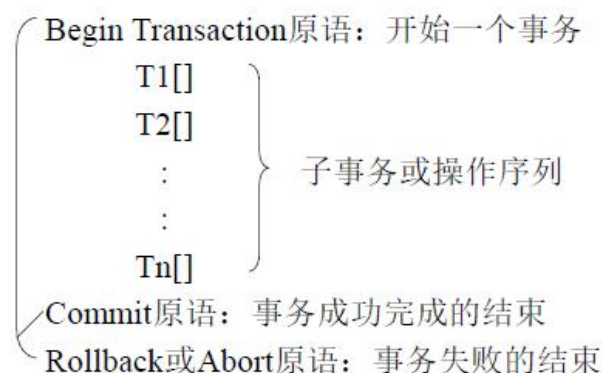 Begin Transaction原语：开始一个事务
T1[]
T2[]
:
子事务或操作序列
:
Tn[]
Commit原语：事务成功完成的结束
Rollback或Abort原语：事务失败的结束